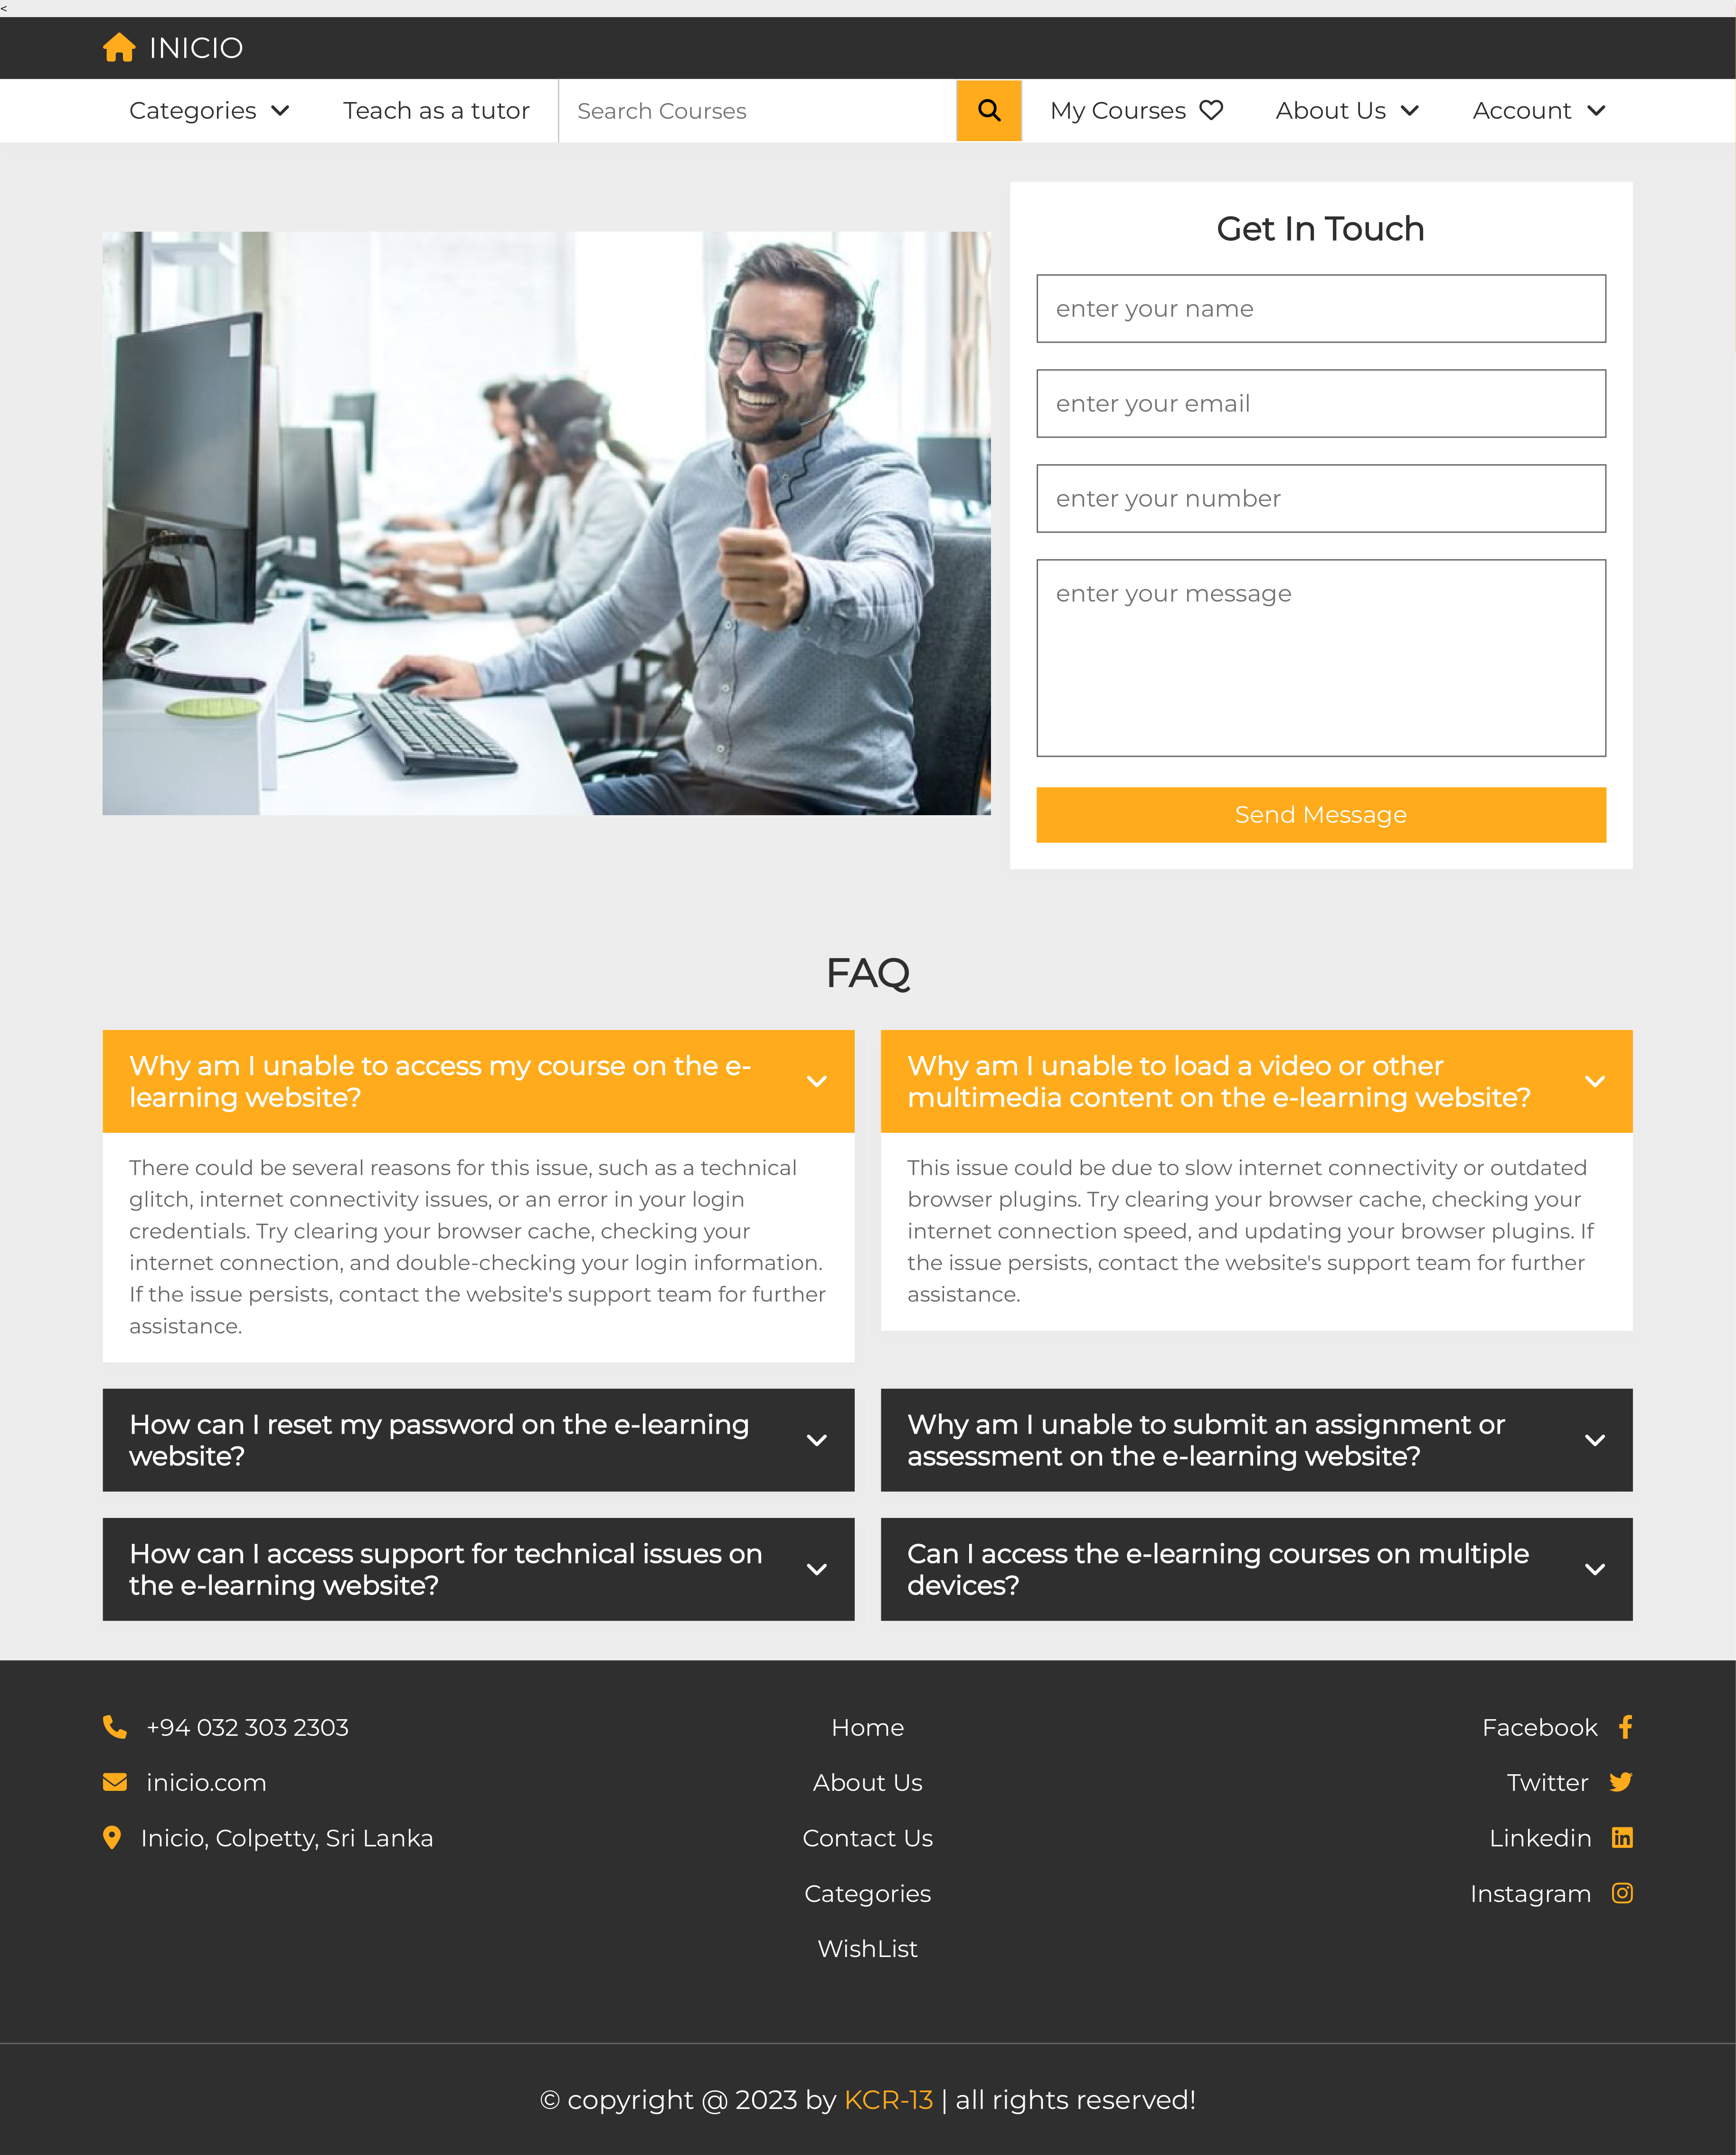 <
INICIO
Categories
Teach as a tutor
Search Courses
My Courses
About Us
Account
Get In Touch
enter your name
enter your email
enter your number
enter your message
Send Message
FAQ
Why am I unable to access my course on the e-
learning website?
There could be several reasons for this issue, such as a technical
glitch, internet connectivity issues, or an error in your login
credentials. Try clearing your browser cache, checking your
internet connection, and double-checking your login information.
If the issue persists, contact the website's support team for further
assistance.
Why am I unable to load a video or other
multimedia content on the e-learning website?
This issue could be due to slow internet connectivity or outdated
browser plugins. Try clearing your browser cache, checking your
internet connection speed, and updating your browser plugins. If
the issue persists, contact the website's support team for further
assistance.
How can I reset my password on the e-learning
website?
Why am I unable to submit an assignment or
assessment on the e-learning website?
How can I access support for technical issues on
the e-learning website?
Can I access the e-learning courses on multiple
devices?
+94 032 303 2303
inicio.com
Inicio, Colpetty, Sri Lanka
Home
About Us
Contact Us
Categories
WishList
Facebook
Twitter
Linkedin
Instagram
© copyright @ 2023 by KCR-13 | all rights reserved!